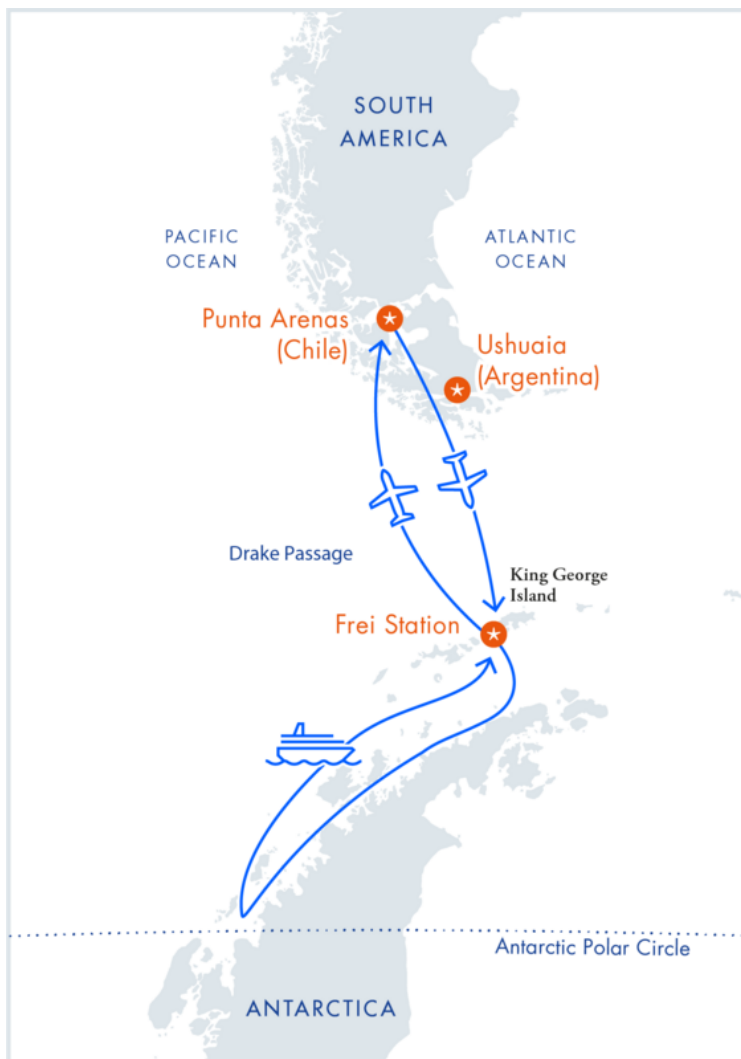 SOUTH
AMERICA
PACIFIC
OCEAN
ATLANTIC
OCEAN
Punta Arenas
(Chile)
Ushuaia
(Argentina)
Drake Passage
King George
Island
Frei Station
Antarctic Polar Circle
ANTARCTICA